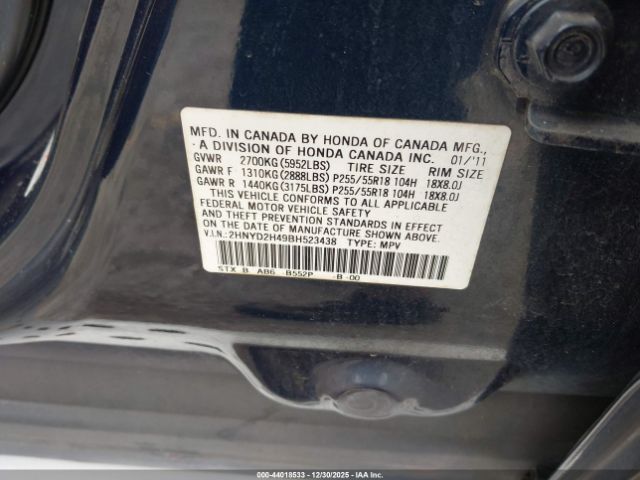 MFD. IN CANADA BY HONDA OF CANADA MFG.,
A DIVISION OF HONDA CANADA INC. 01/'11
GVWR 2700KG (5952LBS) TIRE SIZE RIM SIZE
GAWR F 1310KG (2888LBS) P255/55R18 104H 18X8.0J
GAWR R 1440KG (3175LBS) P255/55R18 104H 18X8.0J
THIS VEHICLE CONFORMS TO ALL APPLICABLE
FEDERAL MOTOR VEHICLE SAFETY
AND THEFT PREVENTION STANDARDS IN EFFECT
ON THE DATE OF MANUFACTURE SHOWN ABOVE.
V.I.N.:2HNYD2H49BH523438 TYPE: MPV
STX B AB6 B552P -B-00
000-44018533 - 12/30/2025 - IAAI.COM